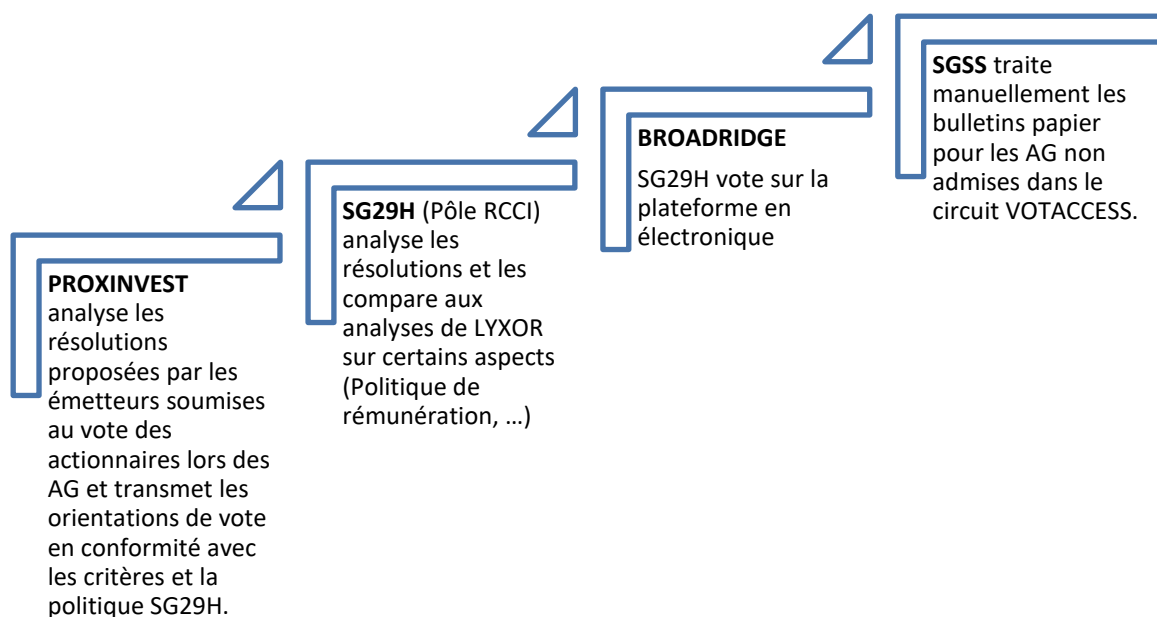 PROXINVEST
analyse les
résolutions
proposées par les
émetteurs soumises
au vote des
actionnaires lors des
AG et transmet les
orientations de vote
en conformité avec
les critères et la
politique SG29H.
SG29H (Pôle RCCI)
analyse les
résolutions et les
compare aux
analyses de LYXOR
sur certains aspects
(Politique de
rémunération, …)
BROADRIDGE
SG29H vote sur la
plateforme en
électronique
SGSS traite
manuellement les
bulletins papier
pour les AG non
admises dans le
circuit VOTACCESS.